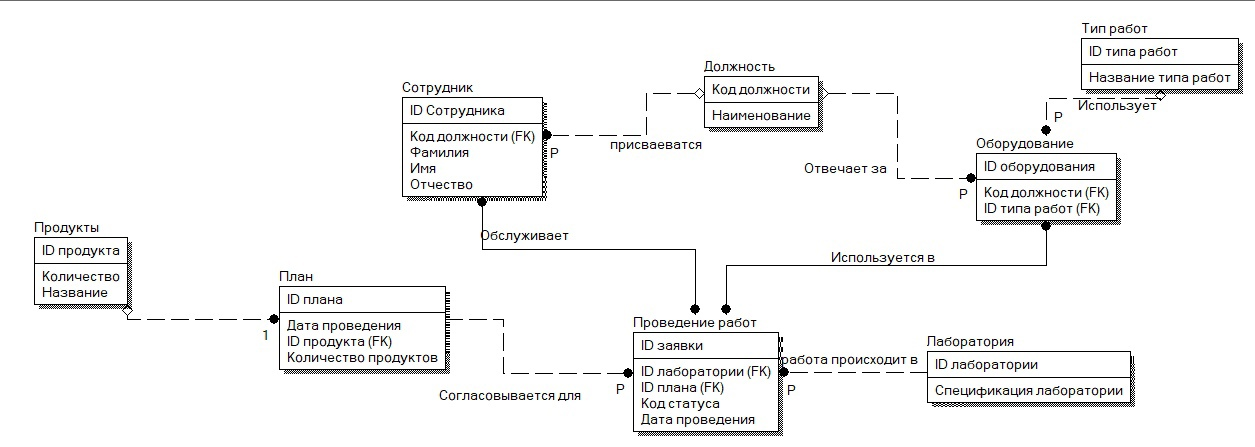 Тип работ
ID типа работ
Название типа работ
Использует
P
Должность
Код должности
Наименование
Сотрудник
ID Сотрудника
Код должности (FK)
Фамилия
Имя
Отчество
P
присваеватся
Отвечает за
P
Оборудование
ID оборудования
Код должности (FK)
ID типа работ (FK)
Обслуживает
Используется в
Продукты
ID продукта
Количество
Название
1
План
ID плана
Дата проведения
ID продукта (FK)
Количество продуктов
Согласовывается для
P
Проведение работ
ID заявки
ID лаборатории (FK)
ID плана (FK)
Код статуса
Дата проведения
работа происходит в
P
Лаборатория
ID лаборатории
Спецификация лаборатории